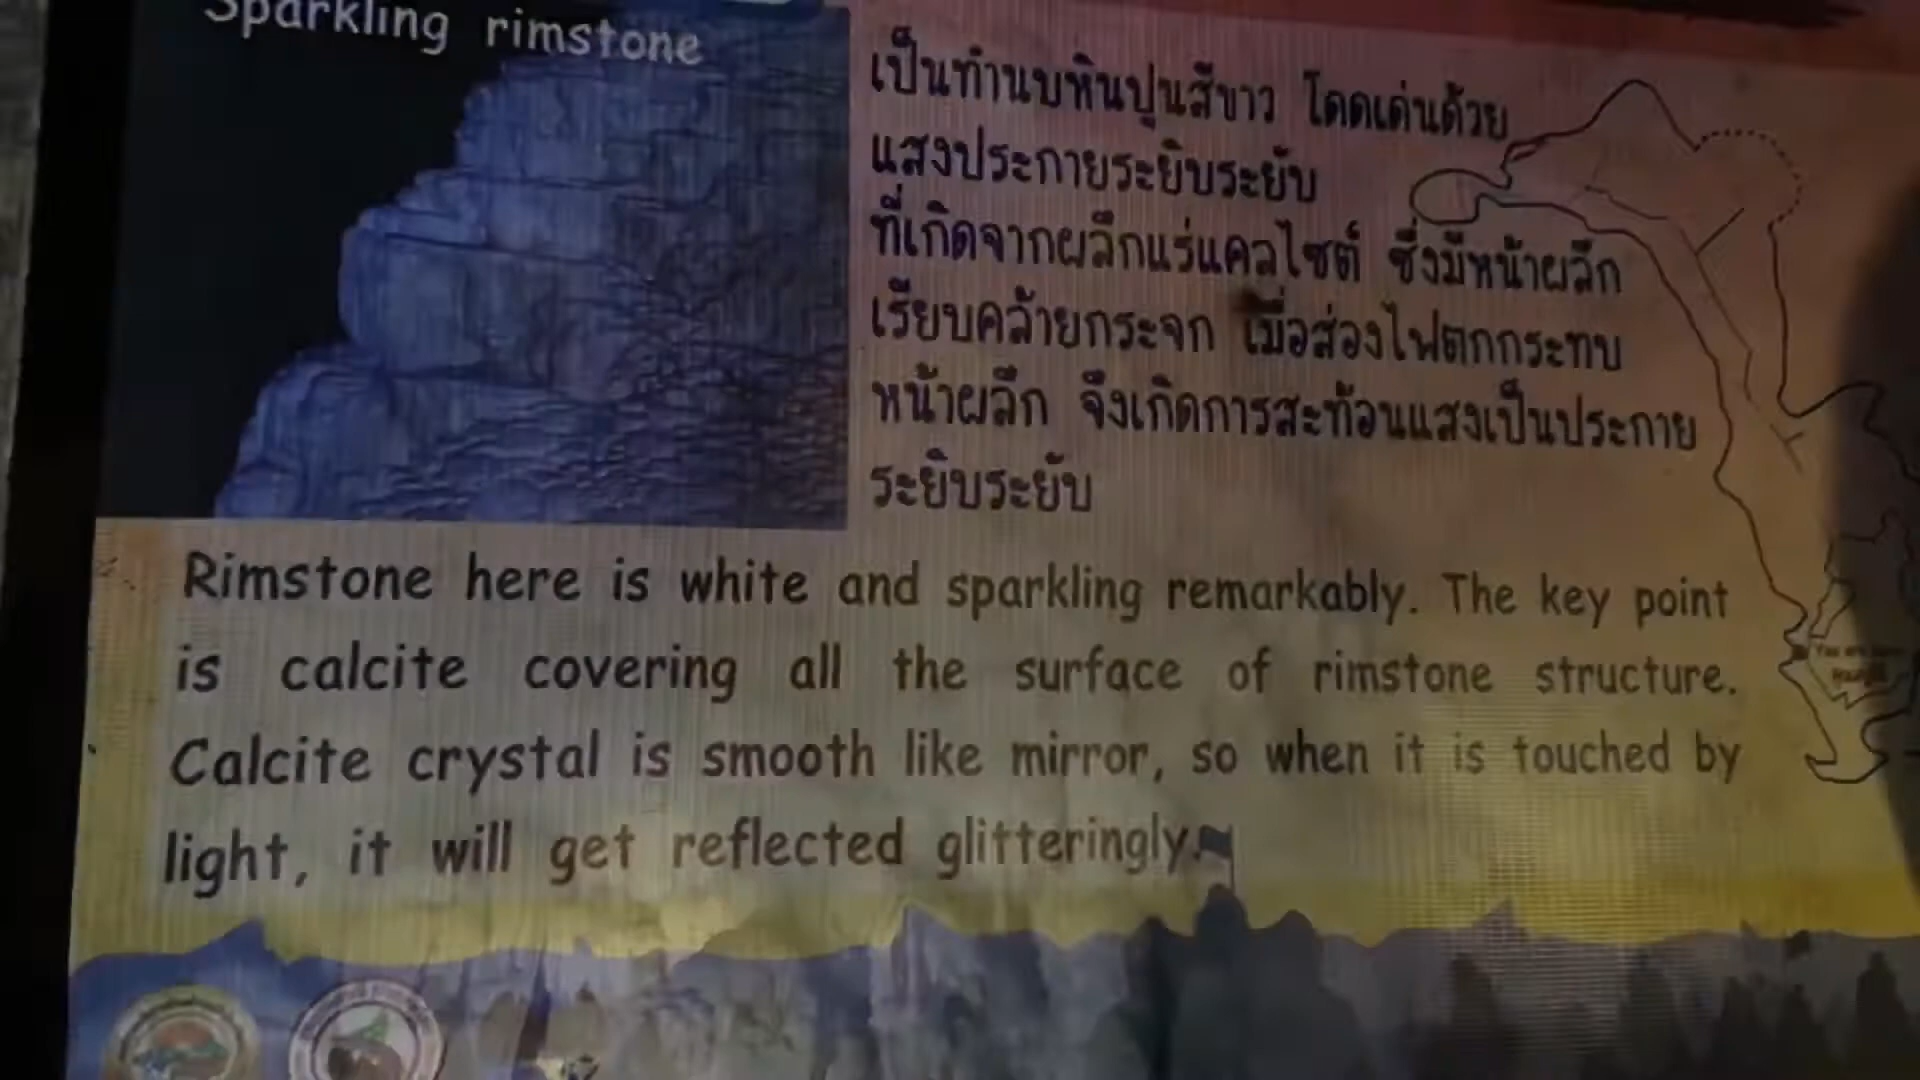 Sparkling rimstone
เป็นทำนบหินปูนสีขาว โดดเด่นด้วย
แสงประกายระยิบระยับ
ที่เกิดจากผลึกแร่แคลไซต์ ซึ่งมีหน้าผลึก
เรียบคล้ายกระจก เมื่อส่องไฟตกกระทบ
หน้าผลึก จึงเกิดการสะท้อนแสงเป็นประกาย
ระยิบระยับ
Rimstone here is white and sparkling remarkably. The key point
is calcite covering all the surface of rimstone structure.
Calcite crystal is smooth like mirror, so when it is touched by
light, it will get reflected glitteringly.
You are here